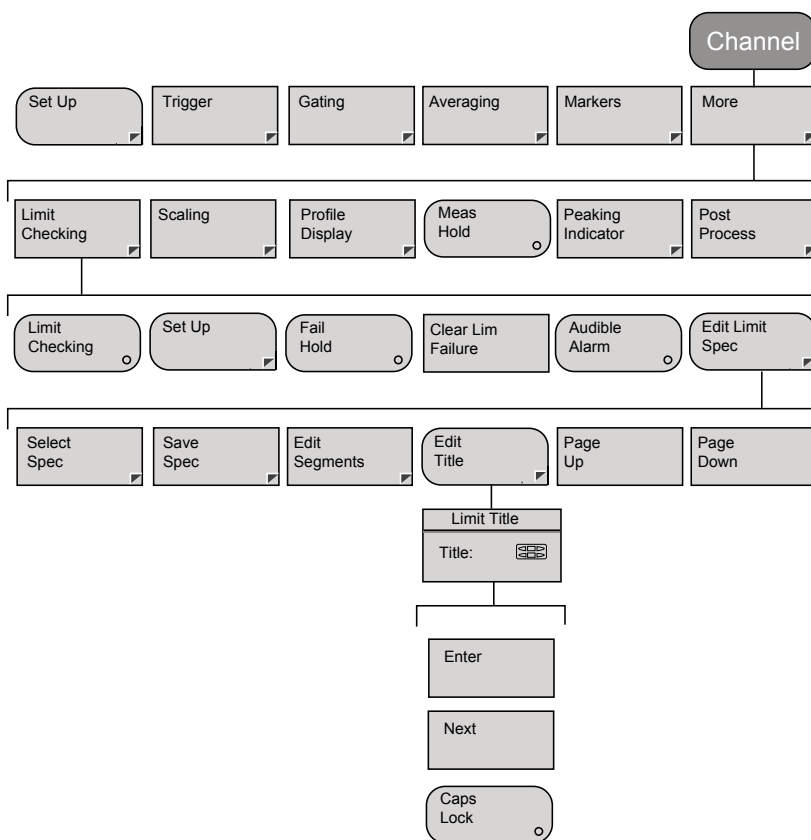 Channel
Set Up
Trigger
Gating
Averaging
Markers
More
Limit
Checking
Scaling
Profile
Display
Meas
Hold
Peaking
Indicator
Post
Process
Limit
Checking
Set Up
Fail
Hold
Clear Lim
Failure
Audible
Alarm
Edit Limit
Spec
Select
Spec
Save
Spec
Edit
Segments
Edit
Title
Page
Up
Page
Down
Limit Title
Title:
Enter
Next
Caps
Lock